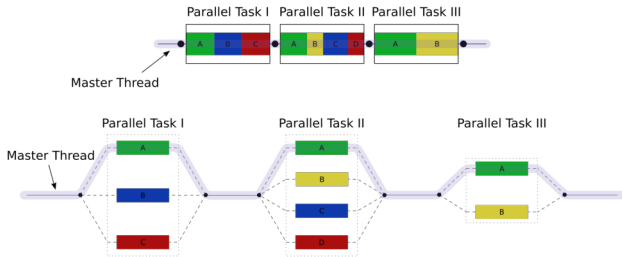 Parallel Task I Parallel Task II Parallel Task III
A B C A B C D A B
Master Thread
Parallel Task I Parallel Task II Parallel Task III
A A
A
Master Thread
B
B
C B
C D